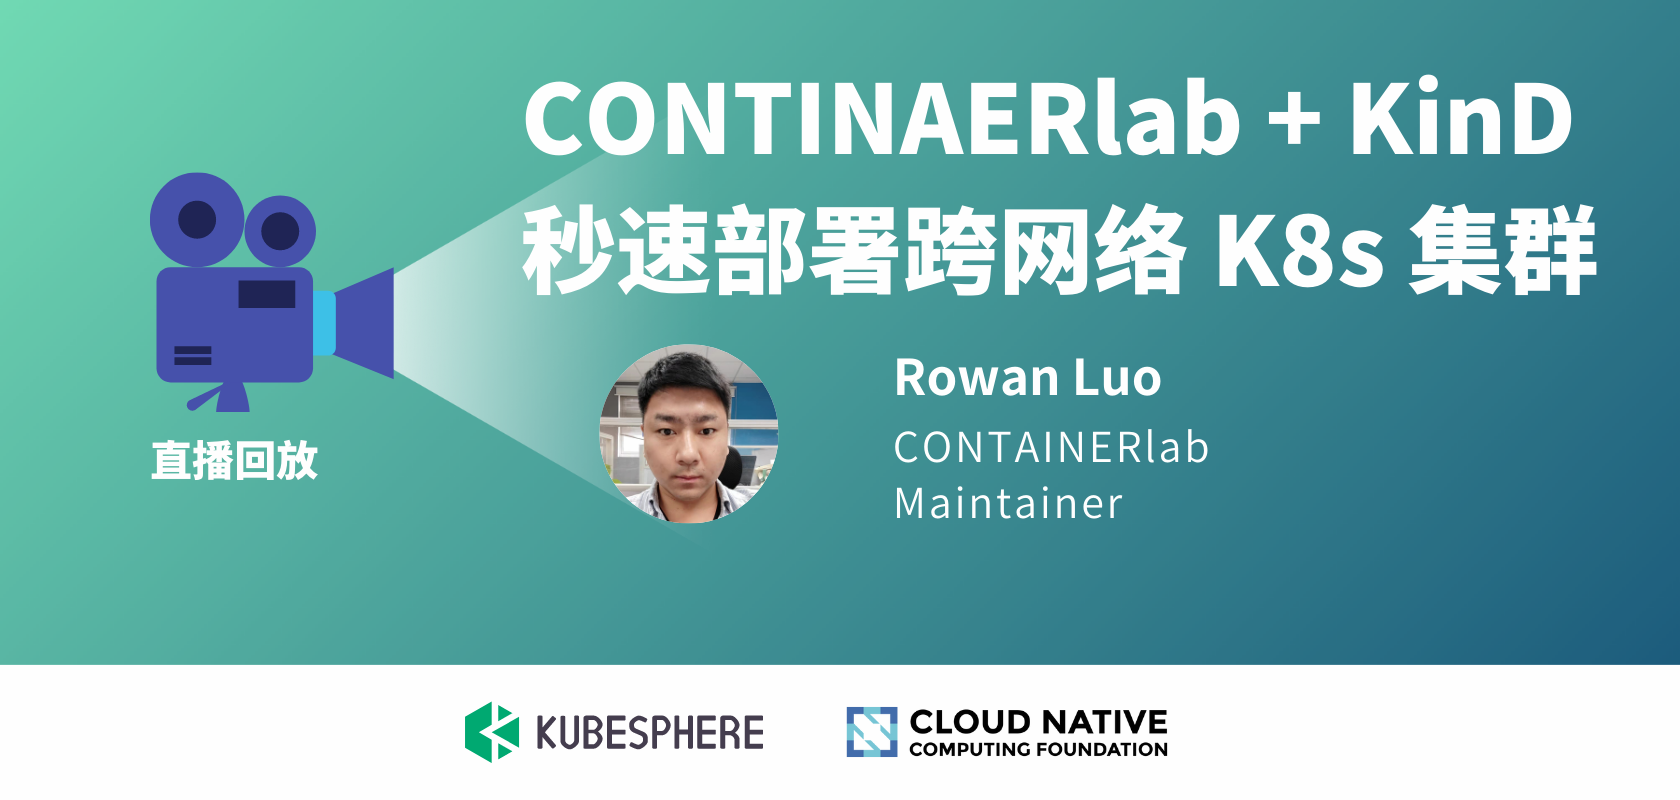 CONTINAERlab + KinD
秒速部署跨网络 K8s 集群
直播回放
Rowan Luo
CONTAINERlab
Maintainer
KUBESPHERE
CLOUD NATIVE
COMPUTING FOUNDATION